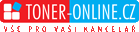 TONER-ONLINE.CZ
VŠE PRO VAŠI KANCELÁŘ